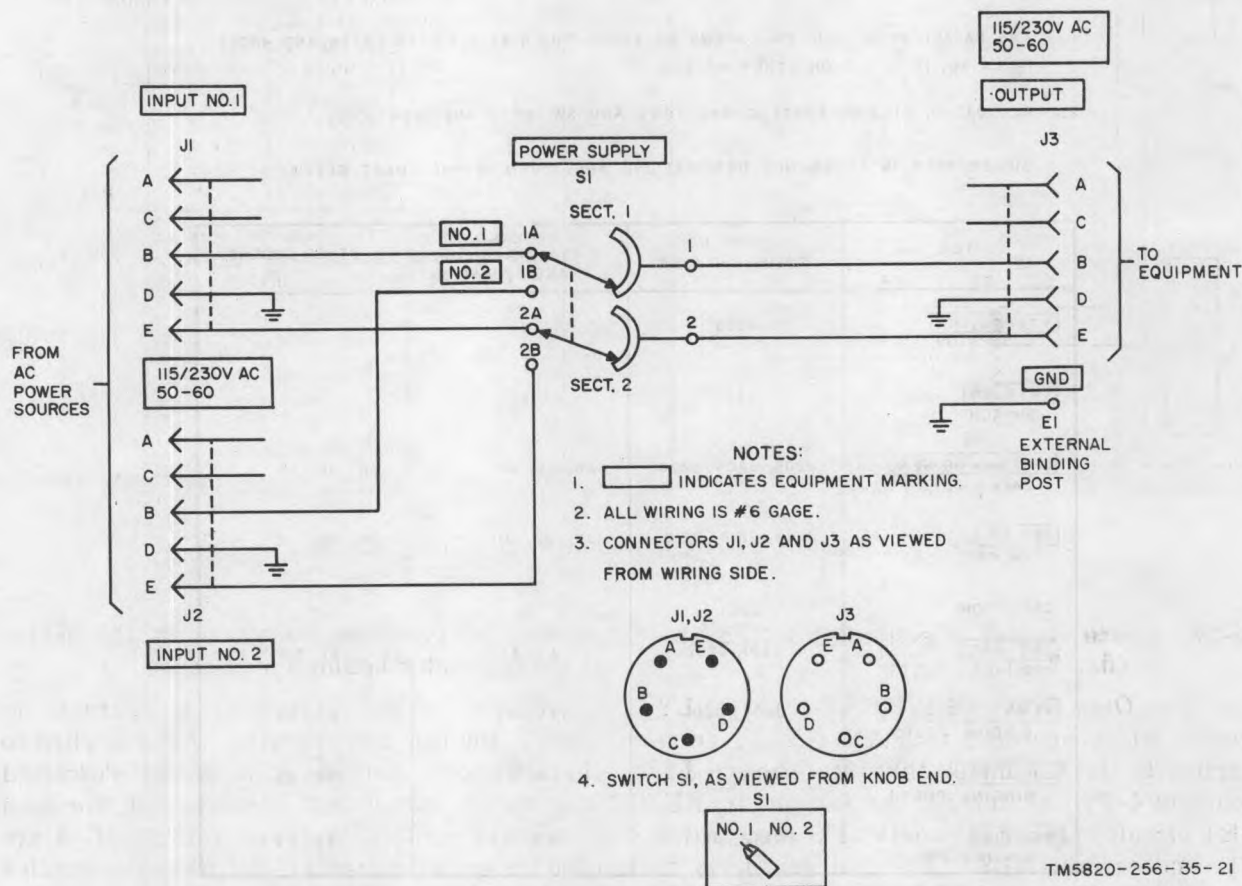 115/230V AC
50-60
INPUT NO.1
OUTPUT
J1
J3
POWER SUPPLY
S1
SECT. 1
A
C
B
D
E
NO.1
1A
NO.2
1B
2A
2B
1
2
SECT. 2
A
C
B
D
E
TO
EQUIPMENT
FROM
AC
POWER
SOURCES
115/230V AC
50-60
GND
E1
EXTERNAL
BINDING
POST
A
C
B
D
E
J2
INPUT NO. 2
NOTES:
1. INDICATES EQUIPMENT MARKING.
2. ALL WIRING IS #6 GAGE.
3. CONNECTORS J1, J2 AND J3 AS VIEWED
FROM WIRING SIDE.
J1, J2
J3
A E
B
D
C
E A
B
D
C
4. SWITCH S1, AS VIEWED FROM KNOB END.
S1
NO.1 NO.2
TM5820-256-35-21